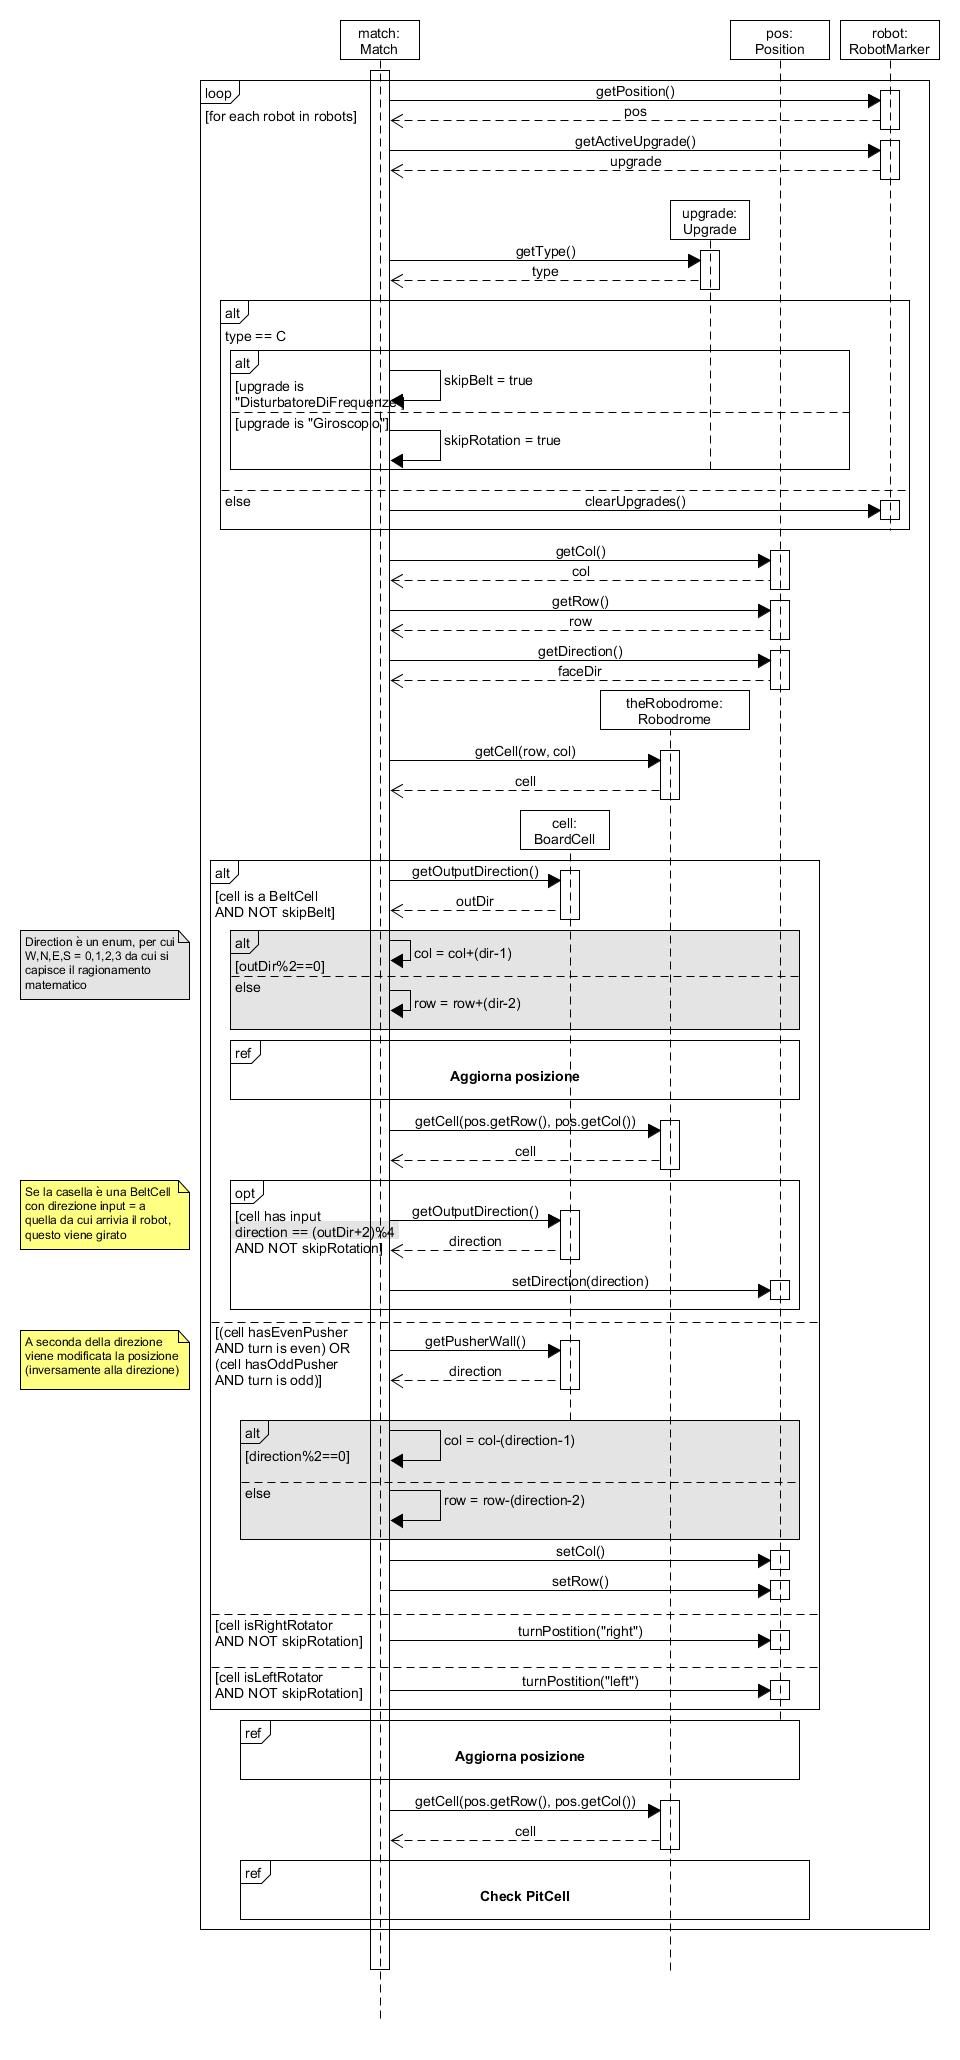 match:
Match
pos:
Position
robot:
RobotMarker
loop
[for each robot in robots]
getPosition()
pos
getActiveUpgrade()
upgrade
upgrade:
Upgrade
getType()
type
alt
type == C
alt
[upgrade is
"DisturbatoreDiFrequenze"]
skipBelt = true
[upgrade is "Giroscopio"]
skipRotation = true
else
clearUpgrades()
getCol()
col
getRow()
row
getDirection()
faceDir
theRobodrome:
Robodrome
getCell(row, col)
cell
cell:
BoardCell
alt
[cell is a BeltCell
AND NOT skipBelt]
getOutputDirection()
outDir
Direction è un enum, per cui
W,N,E,S = 0,1,2,3 da cui si
capisce il ragionamento
matematico
alt
[outDir%2==0]
col = col+(dir-1)
else
row = row+(dir-2)
ref
Aggiorna posizione
getCell(pos.getRow(), pos.getCol())
cell
Se la casella è una BeltCell
con direzione input = a
quella da cui arrivia il robot,
questo viene girato
opt
[cell has input
direction == (outDir+2)%4
AND NOT skipRotation]
getOutputDirection()
direction
setDirection(direction)
A seconda della direzione
viene modificata la posizione
(inversamente alla direzione)
[(cell hasEvenPusher
AND turn is even) OR
(cell hasOddPusher
AND turn is odd)]
getPusherWall()
direction
alt
[direction%2==0]
col = col-(direction-1)
else
row = row-(direction-2)
setCol()
setRow()
[cell isRightRotator
AND NOT skipRotation]
turnPostition("right")
[cell isLeftRotator
AND NOT skipRotation]
turnPostition("left")
ref
Aggiorna posizione
getCell(pos.getRow(), pos.getCol())
cell
ref
Check PitCell